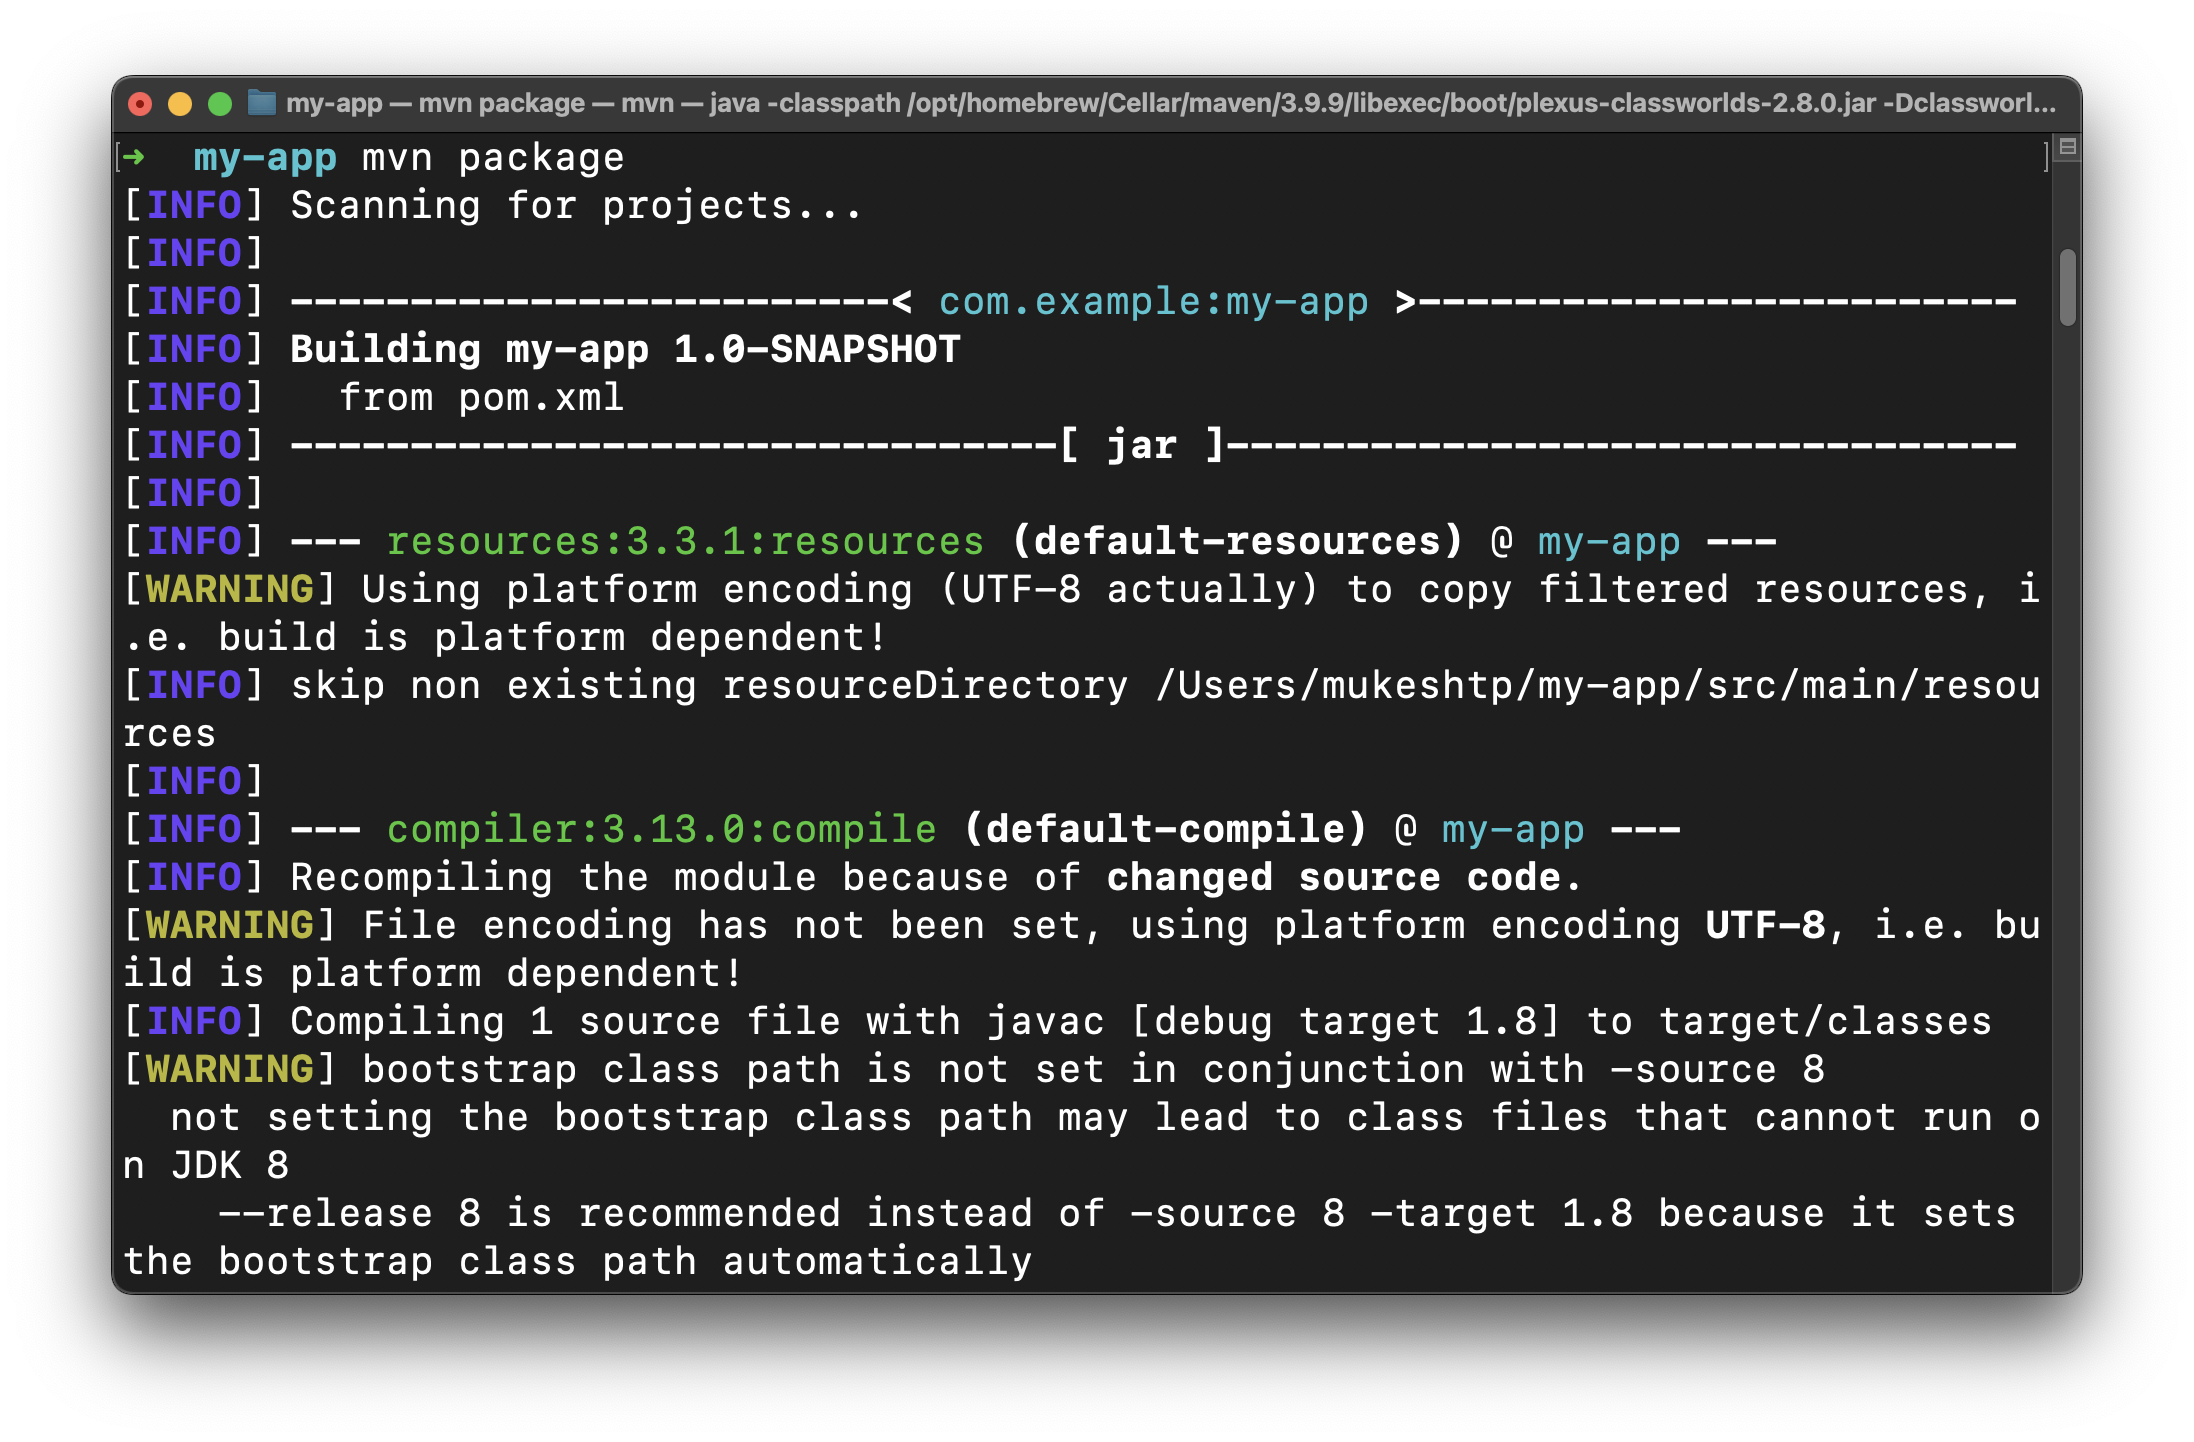 my-app — mvn package — mvn — java -classpath /opt/homebrew/Cellar/maven/3.9.9/libexec/boot/plexus-classworlds-2.8.0.jar -Dclassworl...
[➜  my-app mvn package ]
[INFO] Scanning for projects...
[INFO]
[INFO] -------------------------< com.example:my-app >-------------------------
[INFO] Building my-app 1.0-SNAPSHOT
[INFO]   from pom.xml
[INFO] --------------------------------[ jar ]---------------------------------
[INFO]
[INFO] --- resources:3.3.1:resources (default-resources) @ my-app ---
[WARNING] Using platform encoding (UTF-8 actually) to copy filtered resources, i
.e. build is platform dependent!
[INFO] skip non existing resourceDirectory /Users/mukeshtp/my-app/src/main/resou
rces
[INFO]
[INFO] --- compiler:3.13.0:compile (default-compile) @ my-app ---
[INFO] Recompiling the module because of changed source code.
[WARNING] File encoding has not been set, using platform encoding UTF-8, i.e. bu
ild is platform dependent!
[INFO] Compiling 1 source file with javac [debug target 1.8] to target/classes
[WARNING] bootstrap class path is not set in conjunction with -source 8
  not setting the bootstrap class path may lead to class files that cannot run o
n JDK 8
    --release 8 is recommended instead of -source 8 -target 1.8 because it sets
the bootstrap class path automatically